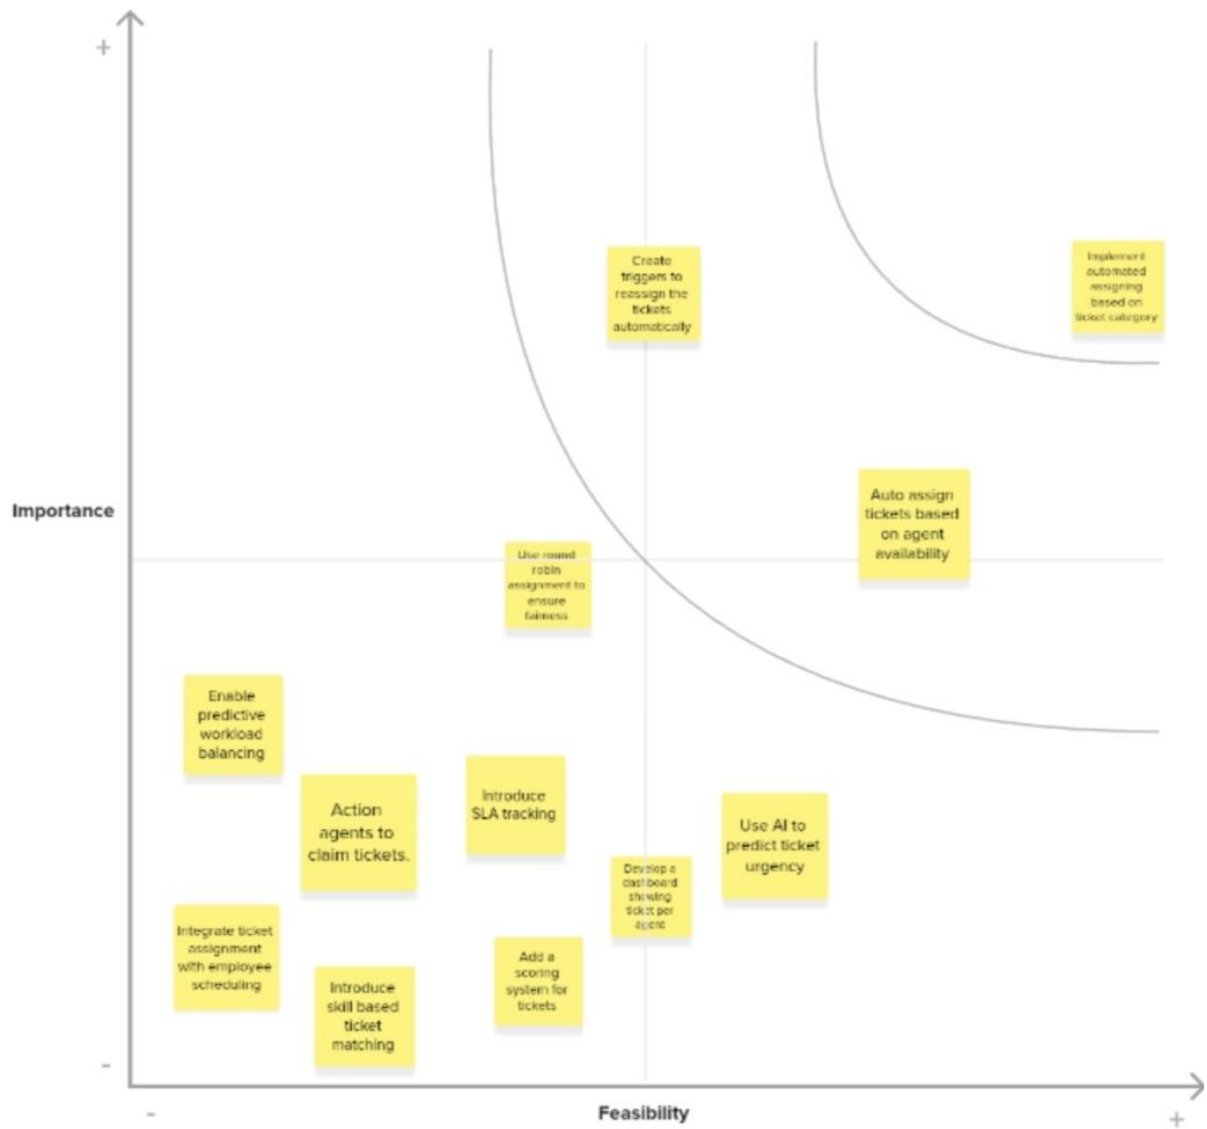 +
Create
triggers to
reassign the
tickets
automatically
Implement
automated
assigning
based on
ticket category
Importance
Auto assign
tickets based
on agent
availability
Use round
robin
assignment to
ensure
fairness
Enable
predictive
workload
balancing
Action
agents to
claim tickets.
Introduce
SLA tracking
Use AI to
predict ticket
urgency
Develop a
dashboard
showing
ticket per
agent
Integrate ticket
assignment
with employee
scheduling
Introduce
skill based
ticket
matching
Add a
scoring
system for
tickets
-
-
Feasibility
+